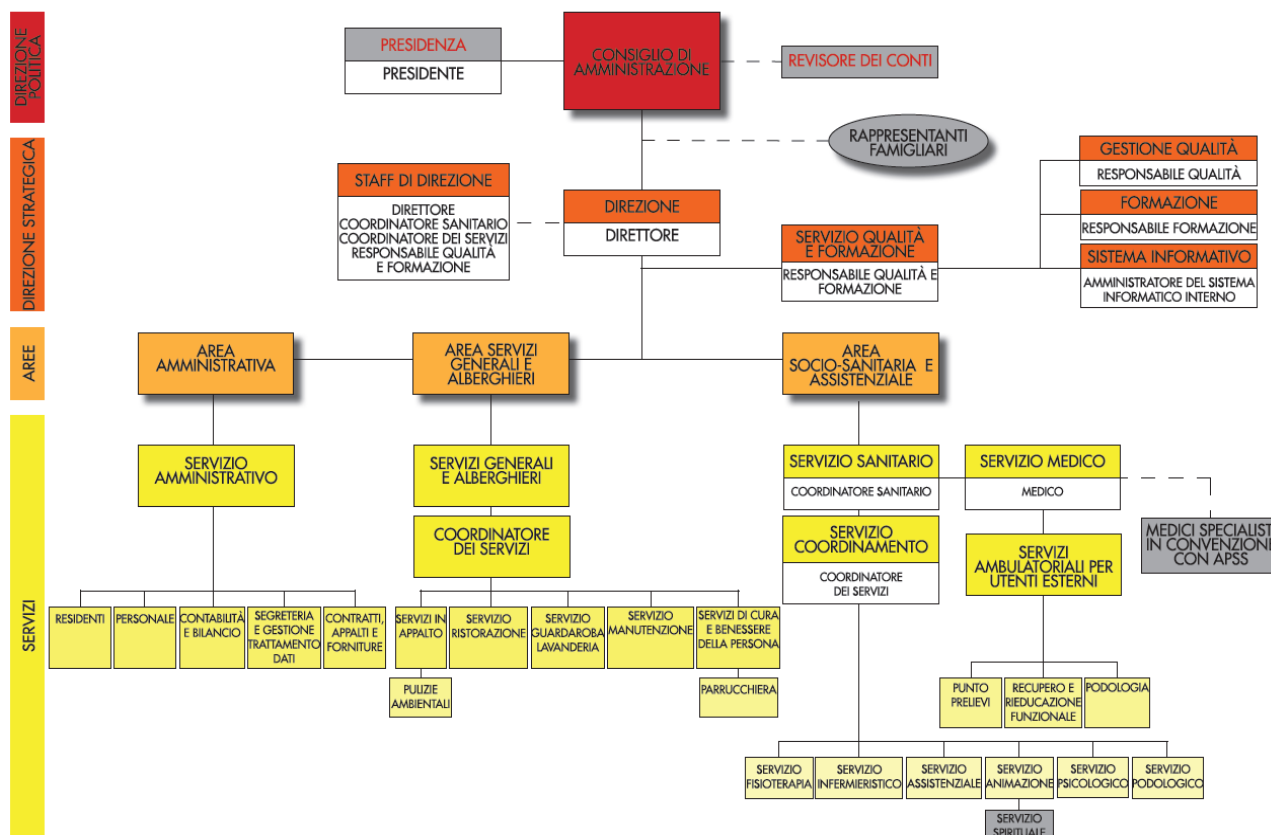 DIREZIONE
POLITICA
PRESIDENZA
PRESIDENTE
CONSIGLIO DI
AMMINISTRAZIONE
REVISORE DEI CONTI
RAPPRESENTANTI
FAMIGLIARI
DIREZIONE STRATEGICA
STAFF DI DIREZIONE
DIRETTORE
COORDINATORE SANITARIO
COORDINATORE DEI SERVIZI
RESPONSABILE QUALITÀ
E FORMAZIONE
DIREZIONE
DIRETTORE
SERVIZIO QUALITÀ
E FORMAZIONE
RESPONSABILE QUALITÀ E
FORMAZIONE
GESTIONE QUALITÀ
RESPONSABILE QUALITÀ
FORMAZIONE
RESPONSABILE FORMAZIONE
SISTEMA INFORMATIVO
AMMINISTRATORE DEL SISTEMA
INFORMATICO INTERNO
AREE
AREA
AMMINISTRATIVA
AREA SERVIZI
GENERALI E
ALBERGHIERI
AREA
SOCIO-SANITARIA E
ASSISTENZIALE
SERVIZI
SERVIZIO
AMMINISTRATIVO
SERVIZI GENERALI
E ALBERGHIERI
COORDINATORE
DEI SERVIZI
SERVIZIO SANITARIO
COORDINATORE SANITARIO
SERVIZIO MEDICO
MEDICO
SERVIZIO
COORDINAMENTO
COORDINATORE
DEI SERVIZI
SERVIZI
AMBULATORIALI PER
UTENTI ESTERNI
MEDICI SPECIALIST
IN CONVENZIONE
CON APSS
RESIDENTI
PERSONALE
CONTABILITÀ
E BILANCIO
SEGRETERIA
E GESTIONE
TRATTAMENTO
DATI
CONTRATTI,
APPALTI E
FORNITURE
SERVIZI IN
APPALTO
SERVIZIO
RISTORAZIONE
SERVIZIO
GUARDAROBA
LAVANDERIA
SERVIZIO
MANUTENZIONE
SERVIZI DI CURA
E BENESSERE
DELLA PERSONA
PULIZIE
AMBIENTALI
PARRUCCHIERA
PUNTO
PRELIEVI
RECUPERO E
RIEDUCAZIONE
FUNZIONALE
PODOLOGIA
SERVIZIO
FISIOTERAPIA
SERVIZIO
INFERMIERISTICO
SERVIZIO
ASSISTENZIALE
SERVIZIO
ANIMAZIONE
SERVIZIO
PSICOLOGICO
SERVIZIO
PODOLOGICO
SERVIZIO
SPIRITUALE